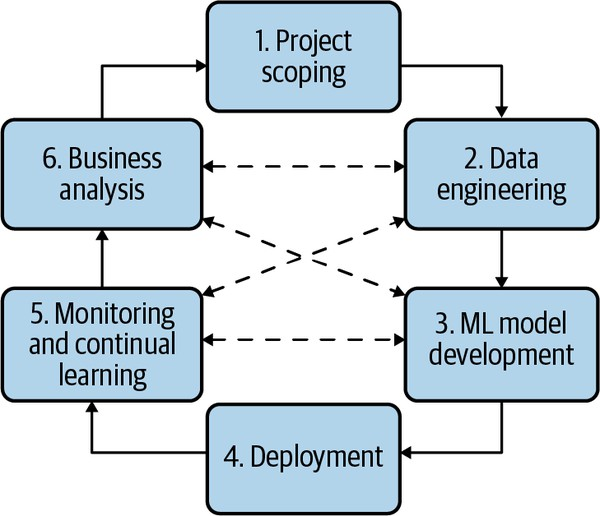 1. Project
scoping
2. Data
engineering
3. ML model
development
4. Deployment
5. Monitoring
and continual
learning
6. Business
analysis